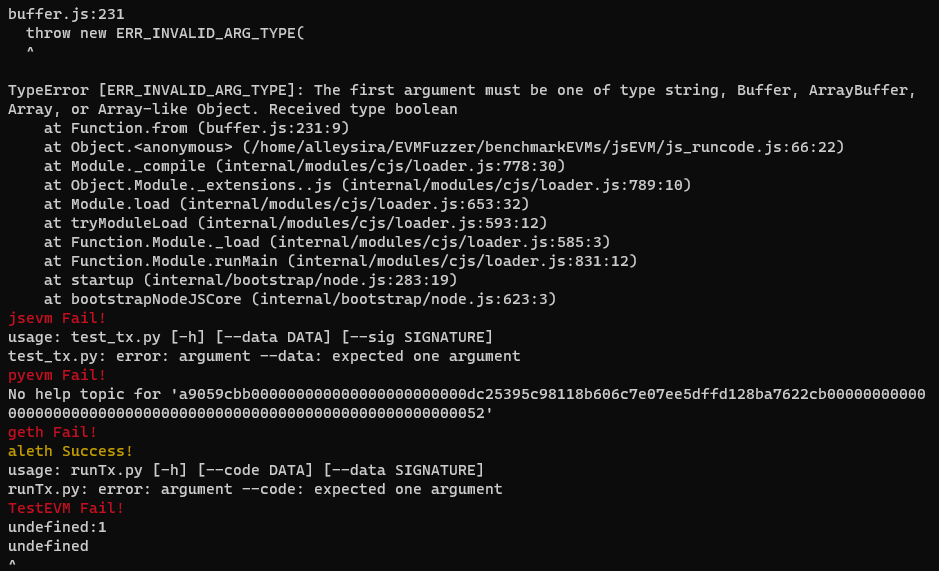 buffer.js:231
  throw new ERR_INVALID_ARG_TYPE(
  ^

TypeError [ERR_INVALID_ARG_TYPE]: The first argument must be one of type string, Buffer, ArrayBuffer,
Array, or Array-like Object. Received type boolean
    at Function.from (buffer.js:231:9)
    at Object.<anonymous> (/home/alleysira/EVMFuzzer/benchmarkEVMs/jsEVM/js_runcode.js:66:22)
    at Module._compile (internal/modules/cjs/loader.js:778:30)
    at Object.Module._extensions..js (internal/modules/cjs/loader.js:789:10)
    at Module.load (internal/modules/cjs/loader.js:653:32)
    at tryModuleLoad (internal/modules/cjs/loader.js:593:12)
    at Function.Module._load (internal/modules/cjs/loader.js:585:3)
    at Function.Module.runMain (internal/modules/cjs/loader.js:831:12)
    at startup (internal/bootstrap/node.js:283:19)
    at bootstrapNodeJSCore (internal/bootstrap/node.js:623:3)
jsevm Fail!
usage: test_tx.py [-h] [--data DATA] [--sig SIGNATURE]
test_tx.py: error: argument --data: expected one argument
pyevm Fail!
No help topic for 'a9059cbb000000000000000000000000dc25395c98118b606c7e07ee5dffd128ba7622cb00000000000
00000000000000000000000000000000000000000000000000052'
geth Fail!
aleth Success!
usage: runTx.py [-h] [--code DATA] [--data SIGNATURE]
runTx.py: error: argument --code: expected one argument
TestEVM Fail!
undefined:1
undefined
^